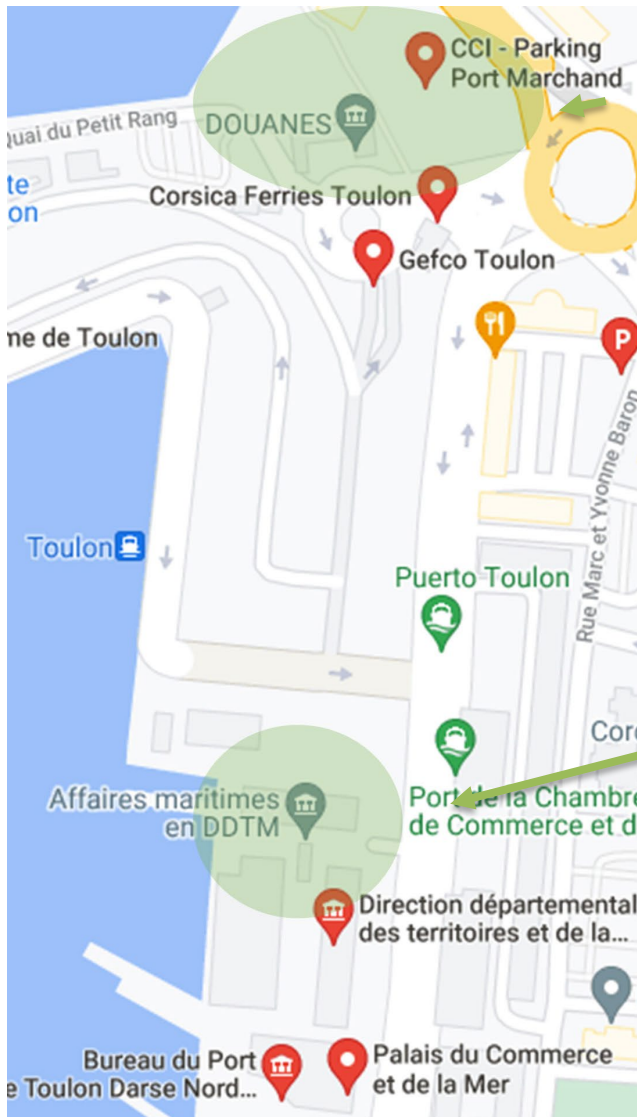 CCI - Parking
Port Marchand
Quai du Petit Rang
DOUANES
Corsica Ferries Toulon
Gefco Toulon
P
Toulon
Rue Marc et Yvonne Baron
Puerto Toulon
Affaires maritimes
en DDTM
Port de la Chambre
de Commerce et d
Direction départemental
des territoires et de la...
Bureau du Port
e Toulon Darse Nord...
Palais du Commerce
et de la Mer
te
on
me de Toulon
Cor